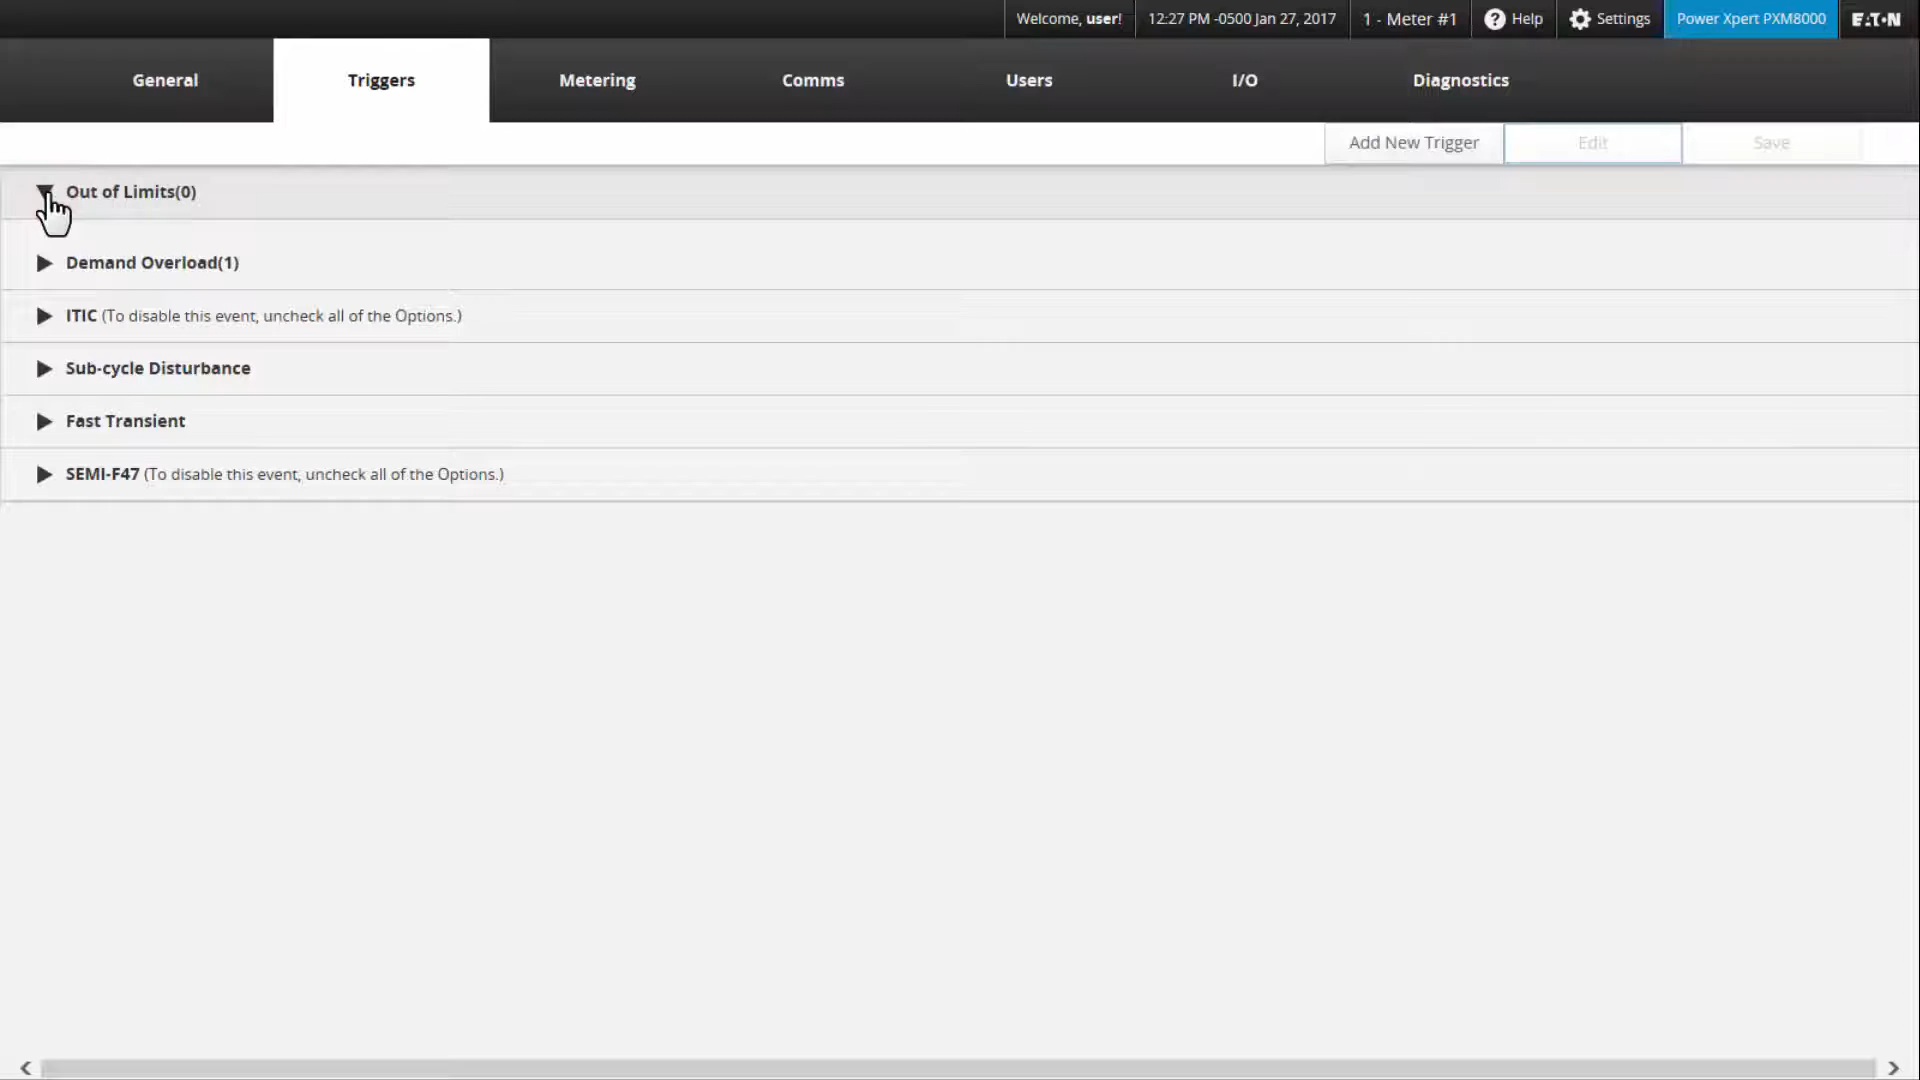 Welcome, user!
12:27 PM -0500 Jan 27, 2017
1 - Meter #1
Help
Settings
Power Xpert PXM8000
EATON
General
Triggers
Metering
Comms
Users
I/O
Diagnostics
Add New Trigger
Edit
Save
Out of Limits(0)
Demand Overload(1)
ITIC (To disable this event, uncheck all of the Options.)
Sub-cycle Disturbance
Fast Transient
SEMI-F47 (To disable this event, uncheck all of the Options.)